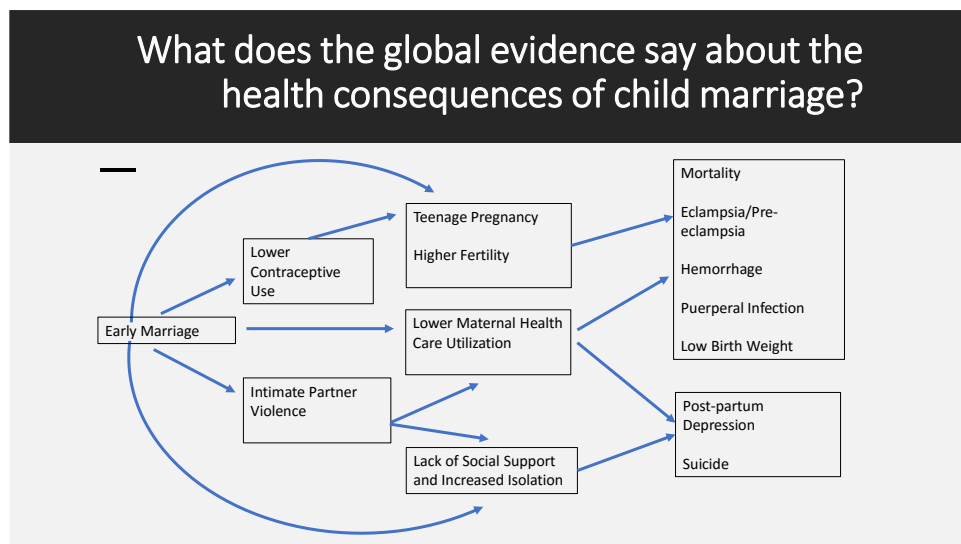 What does the global evidence say about the
health consequences of child marriage?
Early Marriage
Lower
Contraceptive
Use
Intimate Partner
Violence
Teenage Pregnancy
Higher Fertility
Lower Maternal Health
Care Utilization
Lack of Social Support
and Increased Isolation
Mortality
Eclampsia/Pre-
eclampsia
Hemorrhage
Puerperal Infection
Low Birth Weight
Post-partum
Depression
Suicide